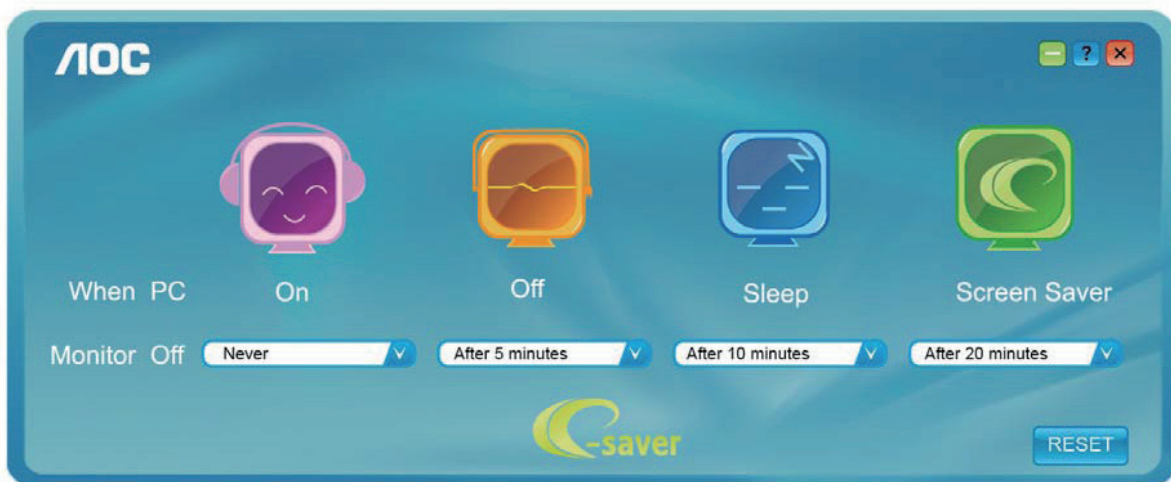 AOC
?
When PC On Off Sleep Screen Saver
Monitor Off Never After 5 minutes After 10 minutes After 20 minutes
e-saver
RESET